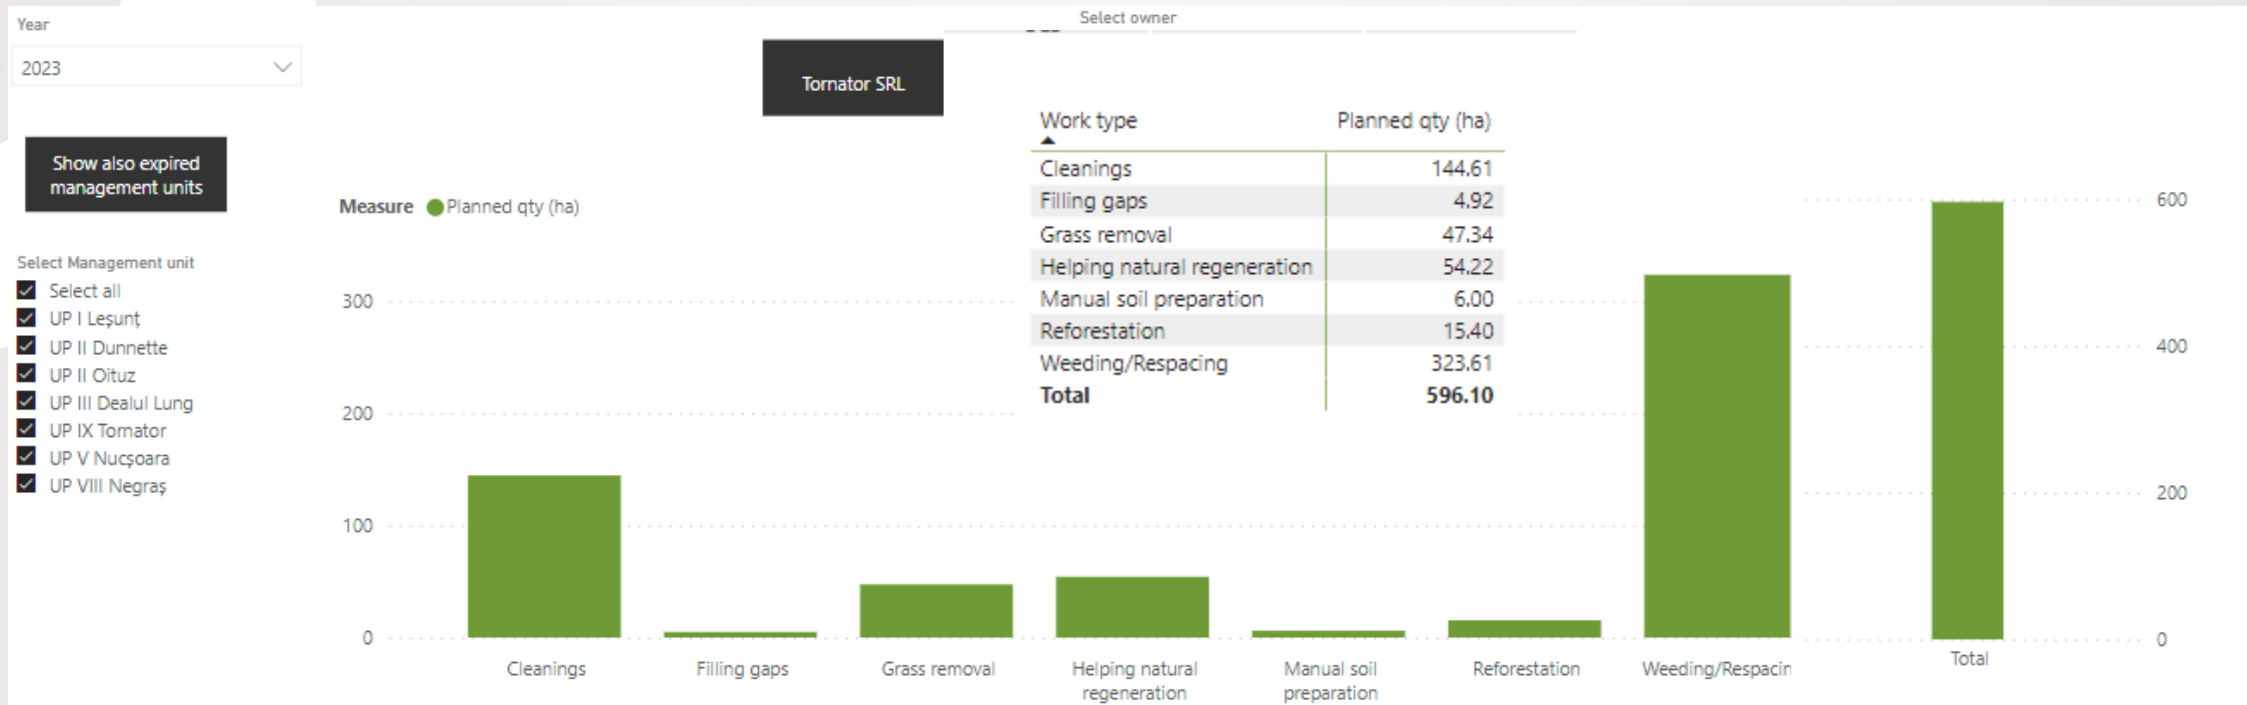 Year
2023
Select owner
Tornator SRL
Show also expired
management units
Select Management unit
Select all
UP I Leșunț
UP II Dunnette
UP II Oituz
UP III Dealul Lung
UP IX Tornator
UP V Nucșoara
UP VIII Negraș
Measure Planned qty (ha)
Work type Planned qty (ha)
Cleanings 144.61
Filling gaps 4.92
Grass removal 47.34
Helping natural regeneration 54.22
Manual soil preparation 6.00
Reforestation 15.40
Weeding/Respacing 323.61
Total 596.10
300
200
100
0
Cleanings
Filling gaps
Grass removal
Helping natural
regeneration
Manual soil
preparation
Reforestation
Weeding/Respacin
600
400
200
0
Total